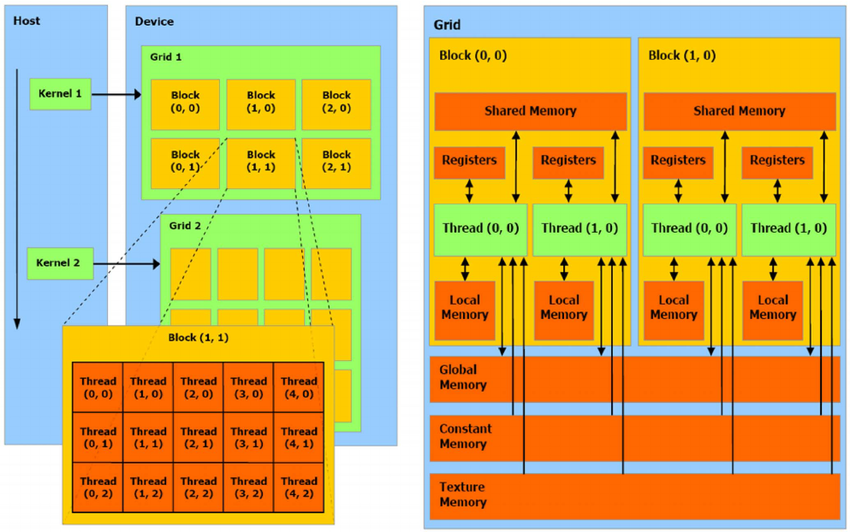 Host
Device
Grid 1
Kernel 1
Block
(0, 0)
Block
(1, 0)
Block
(2, 0)
Block
(0, 1)
Block
(1, 1)
Block
(2, 1)
Grid 2
Kernel 2
Block (1, 1)
Thread
(0, 0)
Thread
(1, 0)
Thread
(2, 0)
Thread
(3, 0)
Thread
(4, 0)
Thread
(0, 1)
Thread
(1, 1)
Thread
(2, 1)
Thread
(3, 1)
Thread
(4, 1)
Thread
(0, 2)
Thread
(1, 2)
Thread
(2, 2)
Thread
(3, 2)
Thread
(4, 2)
Grid
Block (0, 0)
Shared Memory
Registers
Registers
Thread (0, 0)
Thread (1, 0)
Local
Memory
Local
Memory
Block (1, 0)
Shared Memory
Registers
Registers
Thread (0, 0)
Thread (1, 0)
Local
Memory
Local
Memory
Global
Memory
Constant
Memory
Texture
Memory